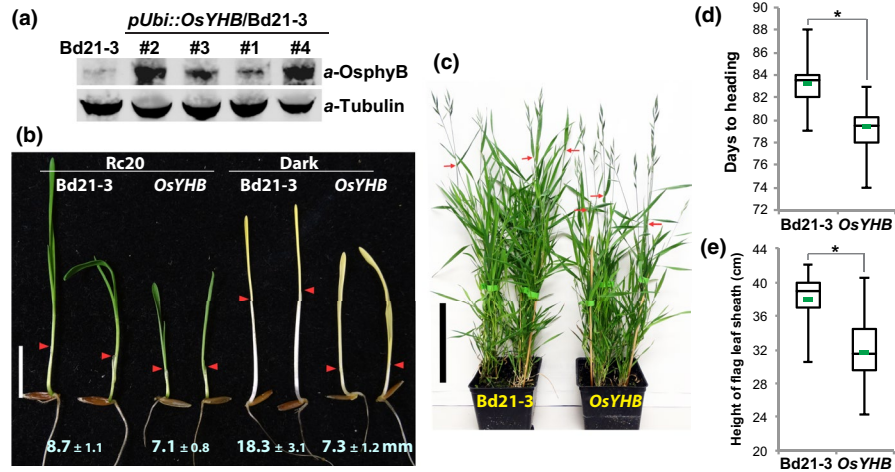 (a)
pUbi::OsYHB/Bd21-3
Bd21-3 #2 #3 #1 #4
a-OsphyB
a-Tubulin
(b)
Rc20 Dark
Bd21-3 OsYHB Bd21-3 OsYHB
8.7 ± 1.1 7.1 ± 0.8 18.3 ± 3.1 7.3 ± 1.2 mm
(c)
Bd21-3 OsYHB
(d)
Days to heading
90
88
86
84
82
80
78
76
74
72
*
Bd21-3 OsYHB
(e)
Height of flag leaf sheath (cm)
44
40
36
32
28
24
20
*
Bd21-3 OsYHB